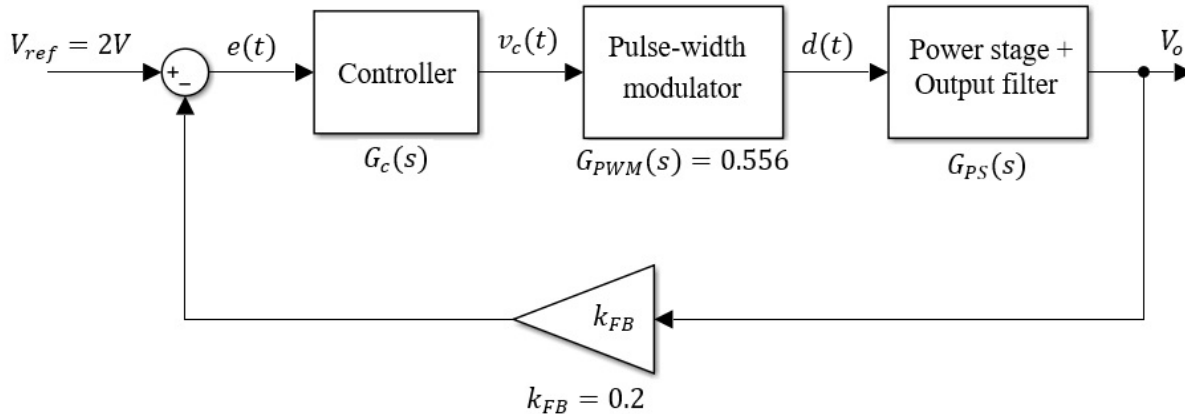 V_ref = 2V
+
−
e(t)
Controller
G_c(s)
v_c(t)
Pulse-width
modulator
G_PWM(s) = 0.556
d(t)
Power stage +
Output filter
G_PS(s)
V_o
k_FB
k_FB = 0.2